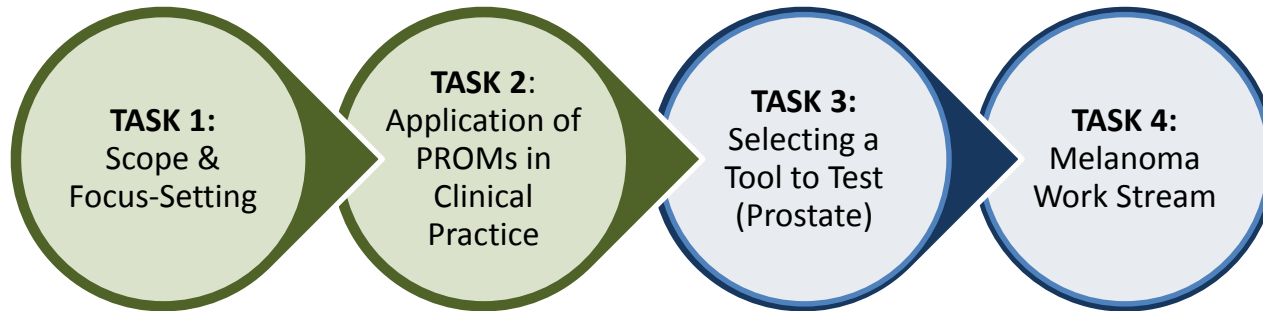 TASK 1:
Scope &
Focus-Setting
TASK 2:
Application of
PROMs in
Clinical
Practice
TASK 3:
Selecting a
Tool to Test
(Prostate)
TASK 4:
Melanoma
Work Stream